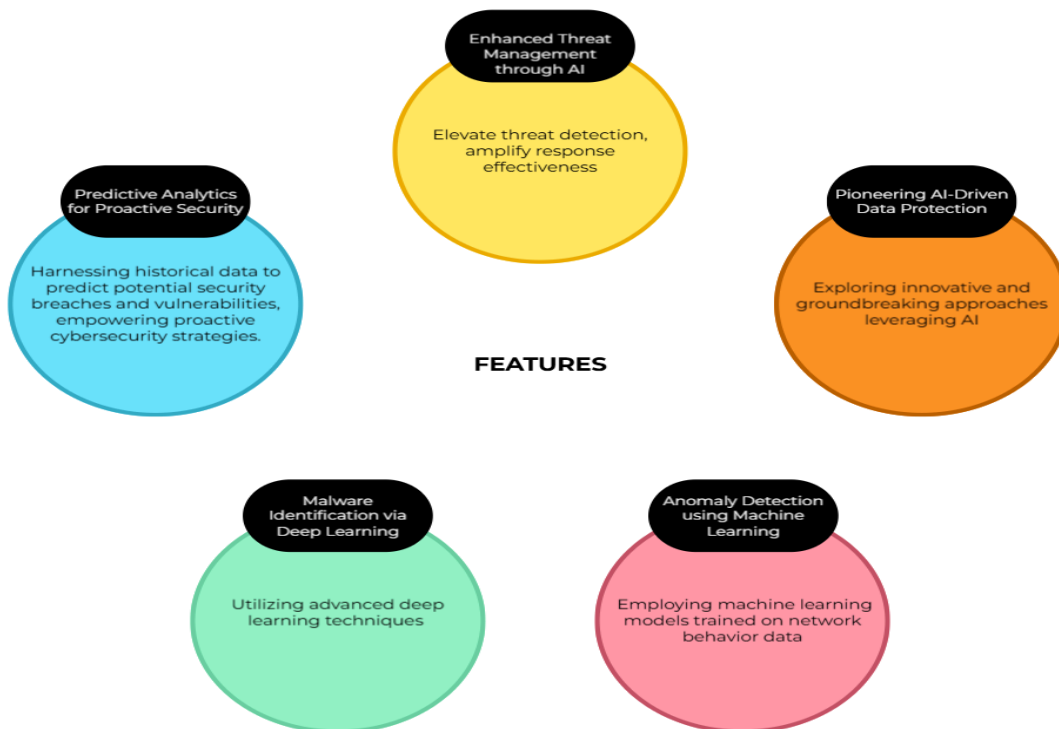 Enhanced Threat
Management
through AI
Elevate threat detection,
amplify response
effectiveness
Predictive Analytics
for Proactive Security
Harnessing historical data to
predict potential security
breaches and vulnerabilities,
empowering proactive
cybersecurity strategies.
Pioneering AI-Driven
Data Protection
Exploring innovative and
groundbreaking approaches
leveraging AI
FEATURES
Malware
Identification via
Deep Learning
Utilizing advanced deep
learning techniques
Anomaly Detection
using Machine
Learning
Employing machine learning
models trained on network
behavior data